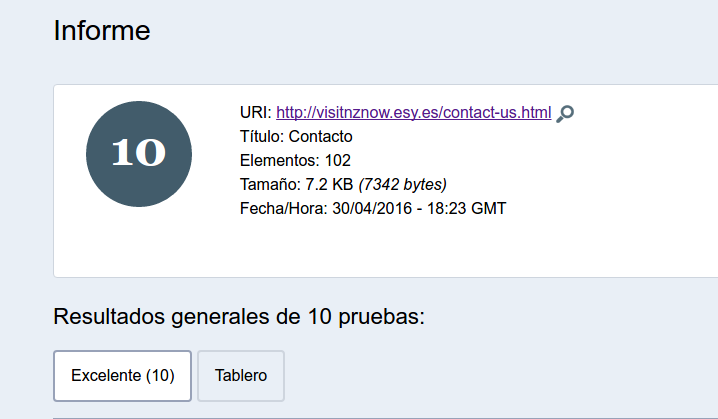 Informe
10
URI: http://visitnznow.esy.es/contact-us.html
Título: Contacto
Elementos: 102
Tamaño: 7.2 KB (7342 bytes)
Fecha/Hora: 30/04/2016 - 18:23 GMT
Resultados generales de 10 pruebas:
Excelente (10) Tablero